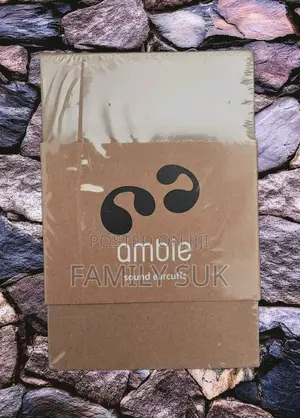 ambie
POSTED ON JIJI
FAMILY SUK
sound earcuffs